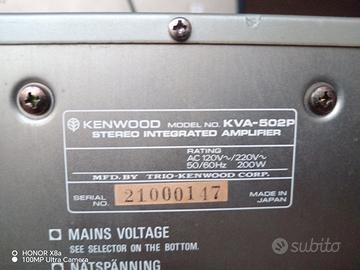 KENWOOD MODEL NO. KVA-502P
STEREO INTEGRATED AMPLIFIER
RATING
AC 120V~/220V~
50/60Hz 200W
MFD. BY TRIO-KENWOOD CORP.
SERIAL NO. 21000147 MADE IN JAPAN
MAINS VOLTAGE
SEE SELECTOR ON THE BOTTOM.
NÄTSPÄNNING
HONOR X8a
100MP Ultra Camera
subito